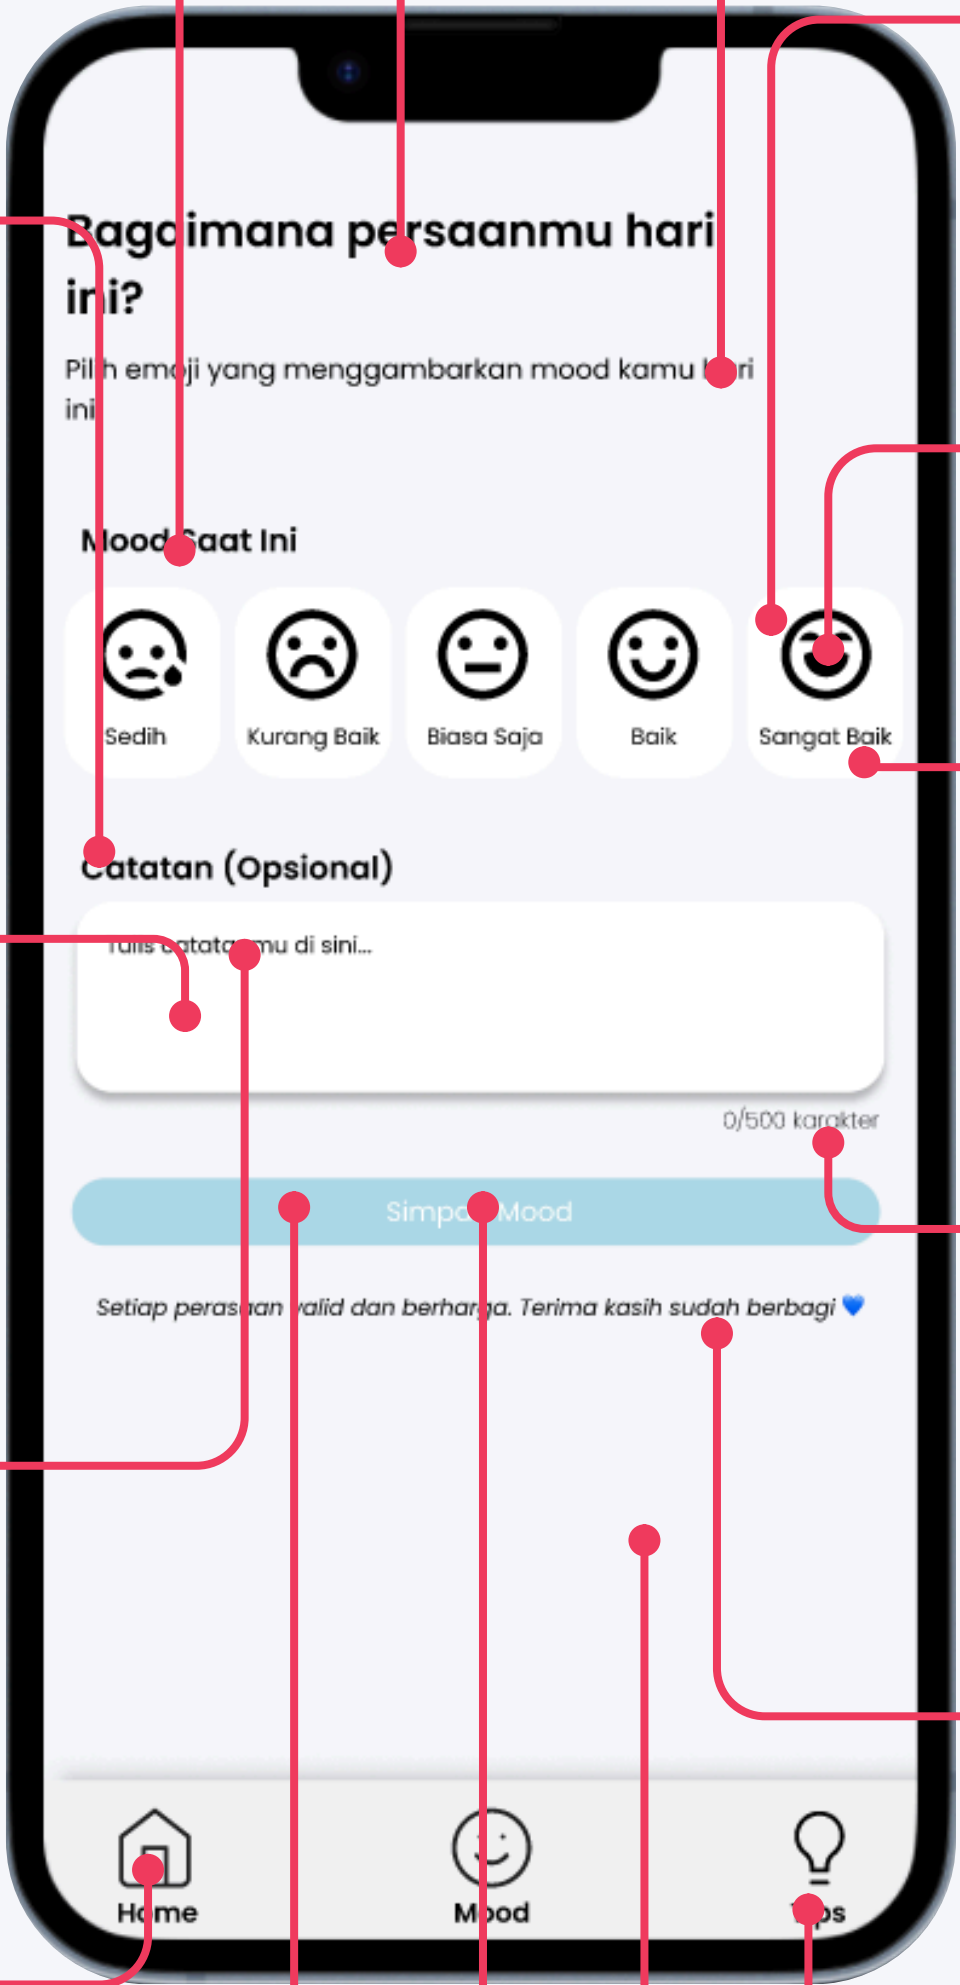 Bagaimana persaanmu hari
ini?
Pilih emoji yang menggambarkan mood kamu hari
ini
Mood Saat Ini
Sedih
Kurang Baik
Biasa Saja
Baik
Sangat Baik
Catatan (Opsional)
Tulis catatanmu di sini...
0/500 karakter
Simpan Mood
Setiap perasaan valid dan berharga. Terima kasih sudah berbagi 💙
Home
Mood
Tips